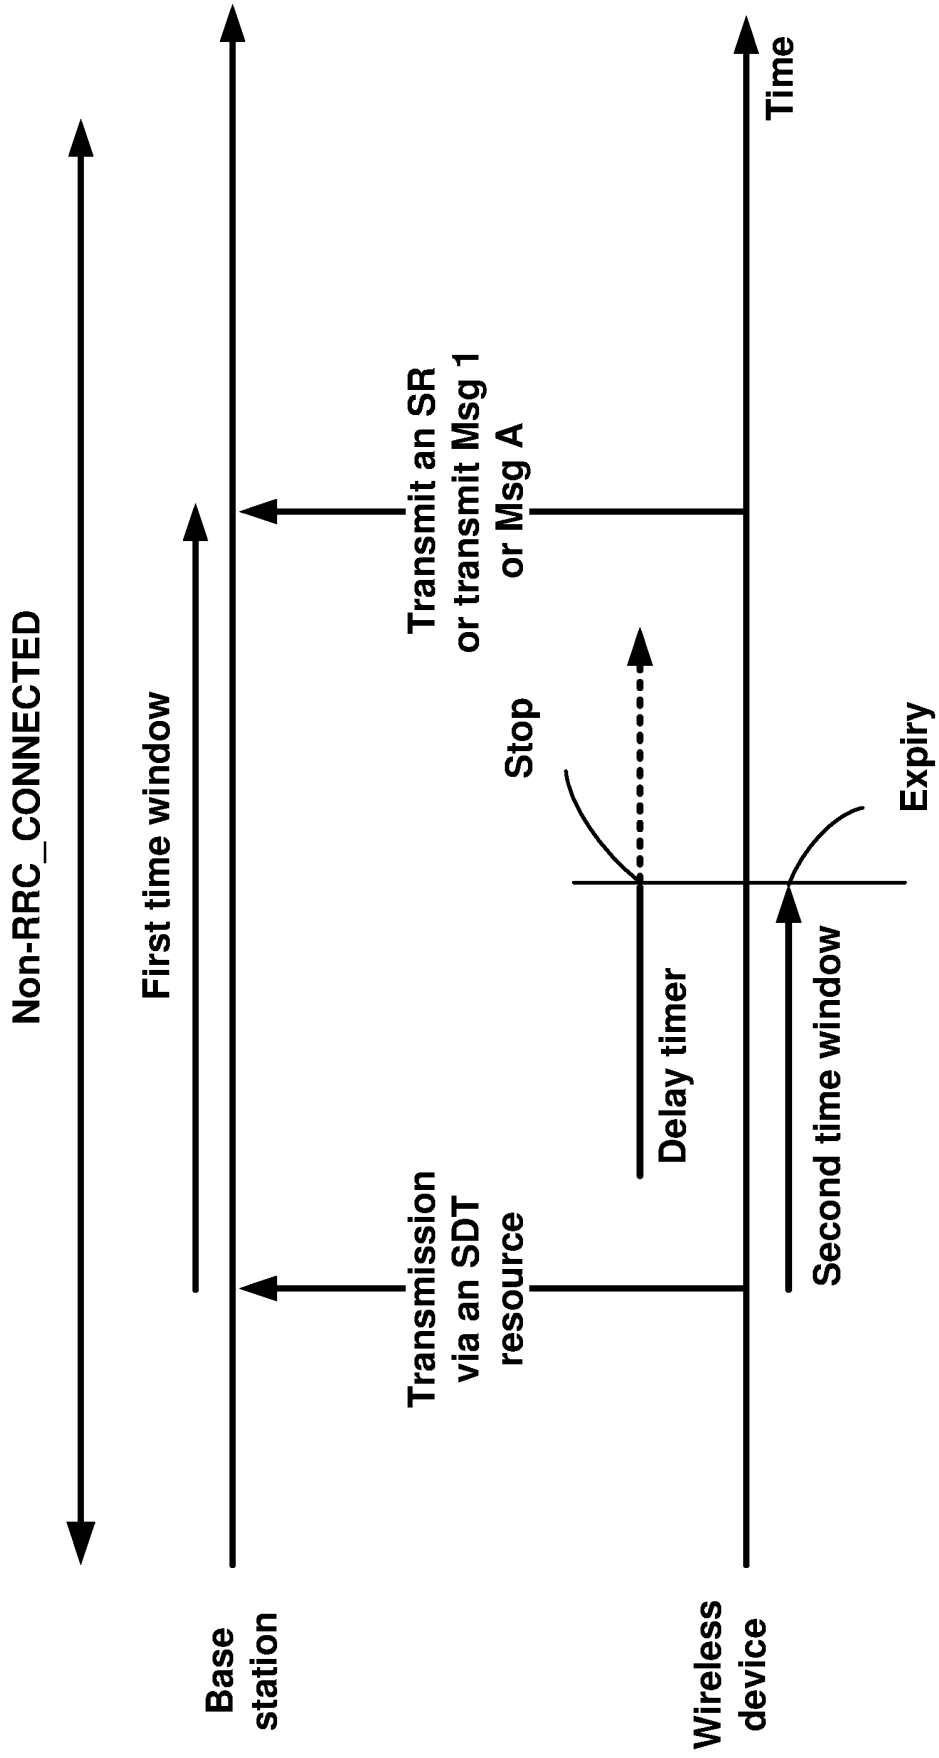 Non-RRC_CONNECTED
First time window
Base
station
Transmission
via an SDT
resource
Transmit an SR
or transmit Msg 1
or Msg A
Stop
Delay timer
Wireless
device
Time
Second time window
Expiry